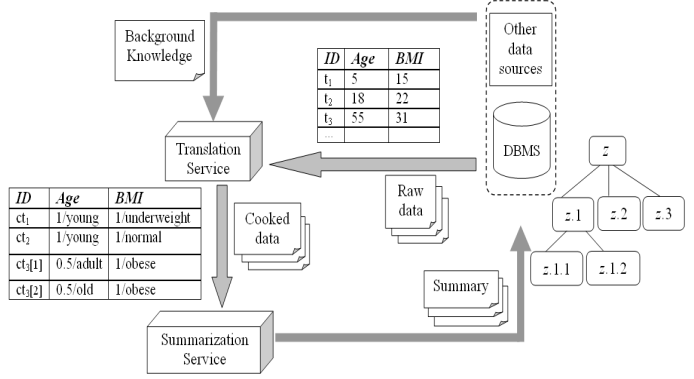 Background
Knowledge
Other
data
sources
ID Age BMI
t1 5 15
t2 18 22
t3 55 31
...
DBMS
Translation
Service
Raw
data
z
z.1 z.2 z.3
z.1.1 z.1.2
ID Age BMI
ct1 1/young 1/underweight
ct2 1/young 1/normal
ct3[1] 0.5/adult 1/obese
ct3[2] 0.5/old 1/obese
Cooked
data
Summary
Summarization
Service